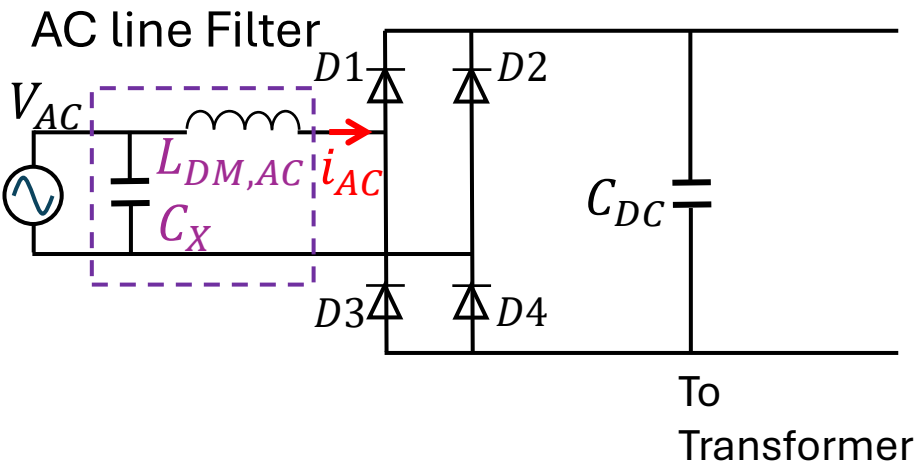 AC line Filter
V_AC
D1
D2
L_DM,AC
i_AC
C_X
C_DC
D3
D4
To
Transformer